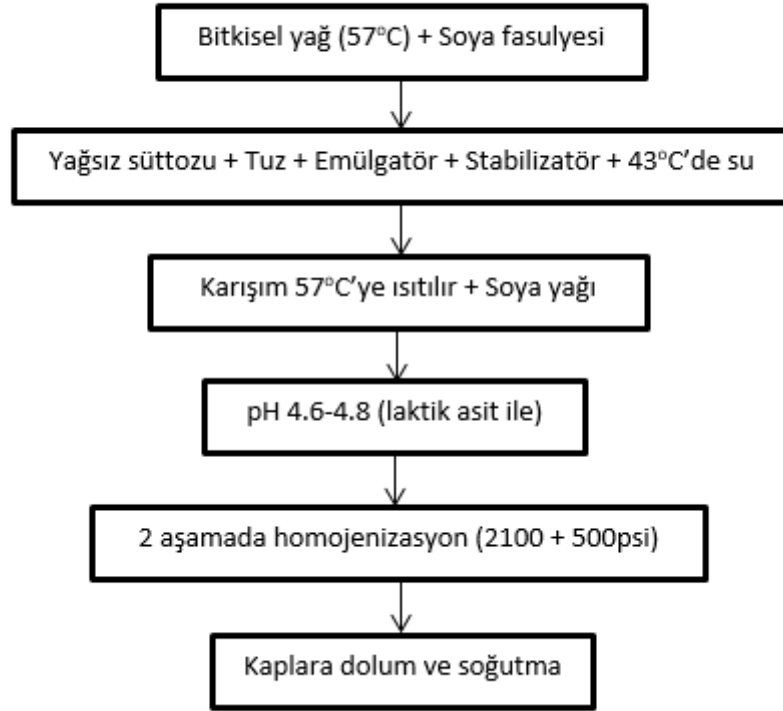 Bitkisel yağ (57°C) + Soya fasulyesi
Yağsız süttozu + Tuz + Emülgatör + Stabilizatör + 43°C'de su
Karışım 57°C'ye ısıtılır + Soya yağı
pH 4.6-4.8 (laktik asit ile)
2 aşamada homojenizasyon (2100 + 500psi)
Kaplara dolum ve soğutma